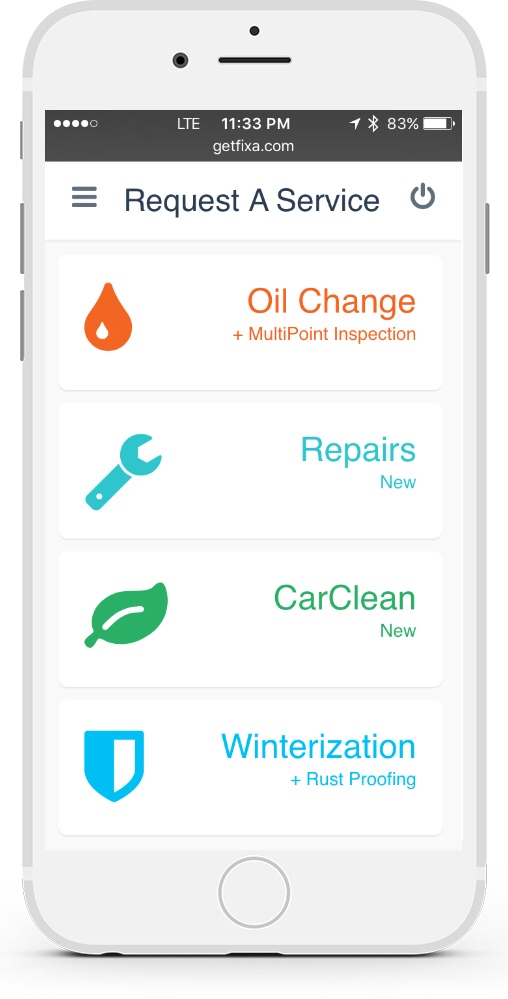 LTE 11:33 PM 83%
getfixa.com
Request A Service
Oil Change
+ MultiPoint Inspection
Repairs
New
CarClean
New
Winterization
+ Rust Proofing